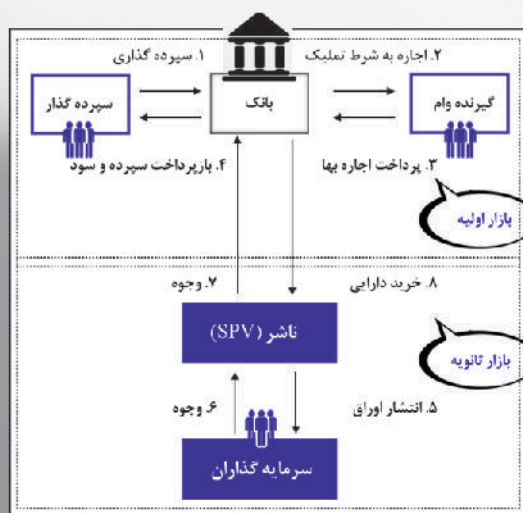 ۲. اجاره به شرط تملیک
۱. سپرده گذاری
گیرنده وام
بانک
سپرده گذار
۳. پرداخت اجاره بها
۴. بازپرداخت سپرده و سود
بازار اولیه
۸. خرید دارایی
۷. وجوه
ناشر (SPV)
بازار ثانویه
۵. انتشار اوراق
۶. وجوه
سرمایه گذاران